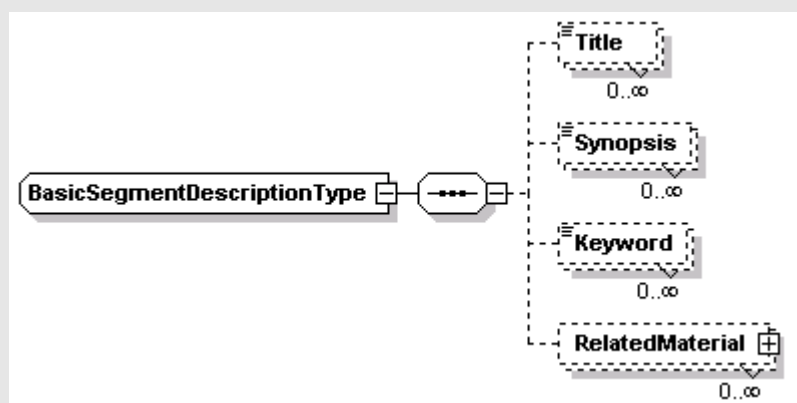 Title
0..∞
Synopsis
0..∞
BasicSegmentDescriptionType
Keyword
0..∞
RelatedMaterial
0..∞